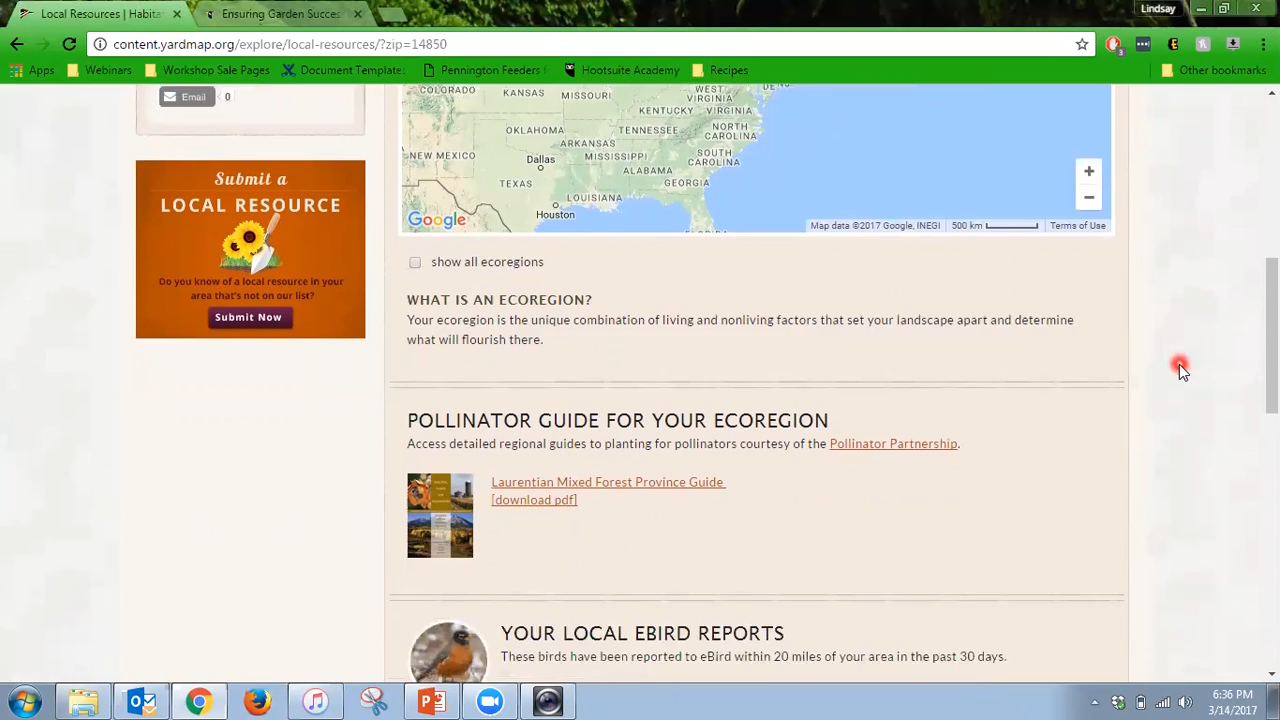 Local Resources | Habita
Ensuring Garden Success
Lindsay
content.yardmap.org/explore/local-resources/?zip=14850
3
Apps
Webinars
Workshop Sale Pages
Document Template
Pennington Feeders
Hootsuite Academy
Recipes
Other bookmarks
Email 0
COLORADO
KANSAS
MISSOURI
WEST
VIRGINIA
KENTUCKY
VIRGINIA
OKLAHOMA
TENNESSEE
NORTH
CAROLINA
NEW MEXICO
ARKANSAS
Dallas
MISSISSIPPI
SOUTH
CAROLINA
ALABAMA
TEXAS
GEORGIA
LOUISIANA
Houston
Google
Map data ©2017 Google, INEGI 500 km Terms of Use
Submit a
LOCAL RESOURCE
Do you know of a local resource in your
area that's not on our list?
Submit Now
show all ecoregions
WHAT IS AN ECOREGION?
Your ecoregion is the unique combination of living and nonliving factors that set your landscape apart and determine
what will flourish there.
POLLINATOR GUIDE FOR YOUR ECOREGION
Access detailed regional guides to planting for pollinators courtesy of the Pollinator Partnership.
Laurentian Mixed Forest Province Guide
[download pdf]
YOUR LOCAL EBIRD REPORTS
These birds have been reported to eBird within 20 miles of your area in the past 30 days.
6:36 PM
3/14/2017